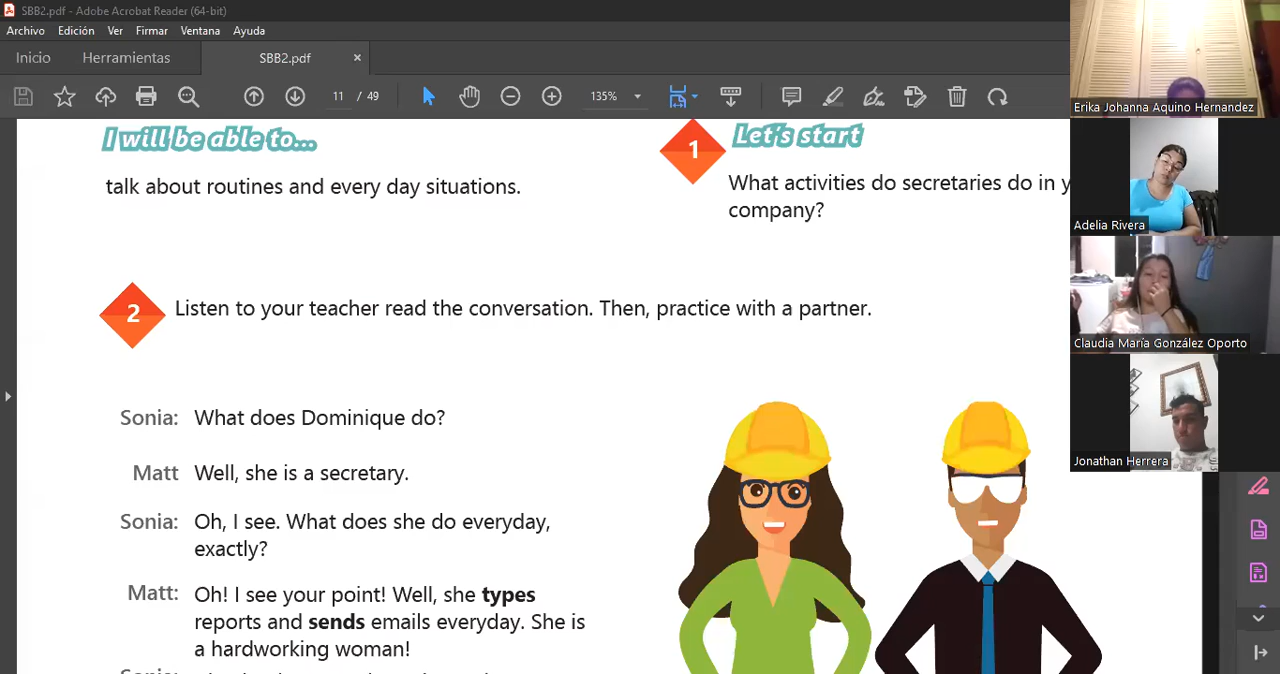 SBB2.pdf - Adobe Acrobat Reader (64-bit)
Archivo Edición Ver Firmar Ventana Ayuda
Inicio Herramientas SBB2.pdf ×
11 / 49 135%
I will be able to...
talk about routines and every day situations.
1 Let's start
What activities do secretaries do in y
company?
2 Listen to your teacher read the conversation. Then, practice with a partner.
Sonia: What does Dominique do?
Matt Well, she is a secretary.
Sonia: Oh, I see. What does she do everyday,
exactly?
Matt: Oh! I see your point! Well, she types
reports and sends emails everyday. She is
a hardworking woman!
Sonia:
Erika Johanna Aquino Hernandez
Adelia Rivera
Claudia María González Oporto
Jonathan Herrera